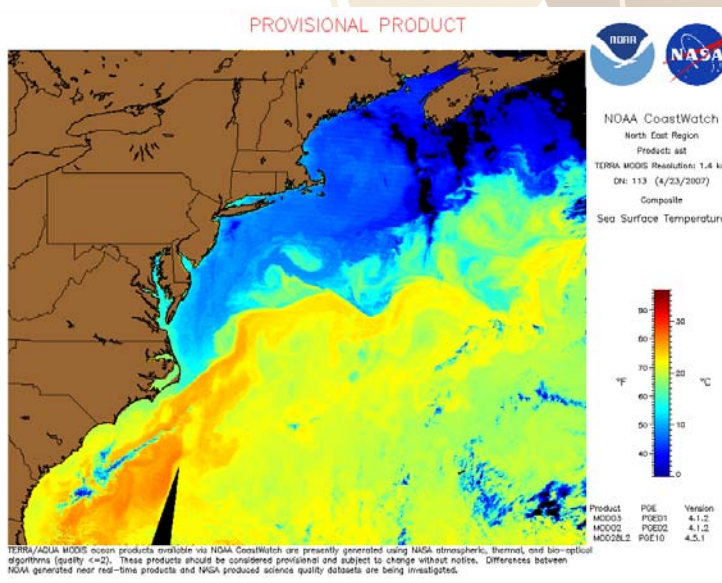 PROVISIONAL PRODUCT
NOAA
NASA
NOAA CoastWatch
North East Region
Product: sst
TERRA MODIS Resolution: 1.4 k
DN: 113 (4/23/2007)
Composite
Sea Surface Temperature
90
80
70
60
50
40
°F
30
20
10
0
°C
Product PGE Version
MOD03 PGE01 4.1.2
MOD02 PGE02 4.1.2
MOD28L2 PGE10 4.5.1
TERRA/AQUA MODIS ocean products available via NOAA CoastWatch are presently generated using NASA atmospheric, thermal, and bio-optical
algorithms (quality <=2). These products should be considered provisional and subject to change without notice. Differences between
NOAA generated near real-time products and NASA produced science quality datasets are being investigated.